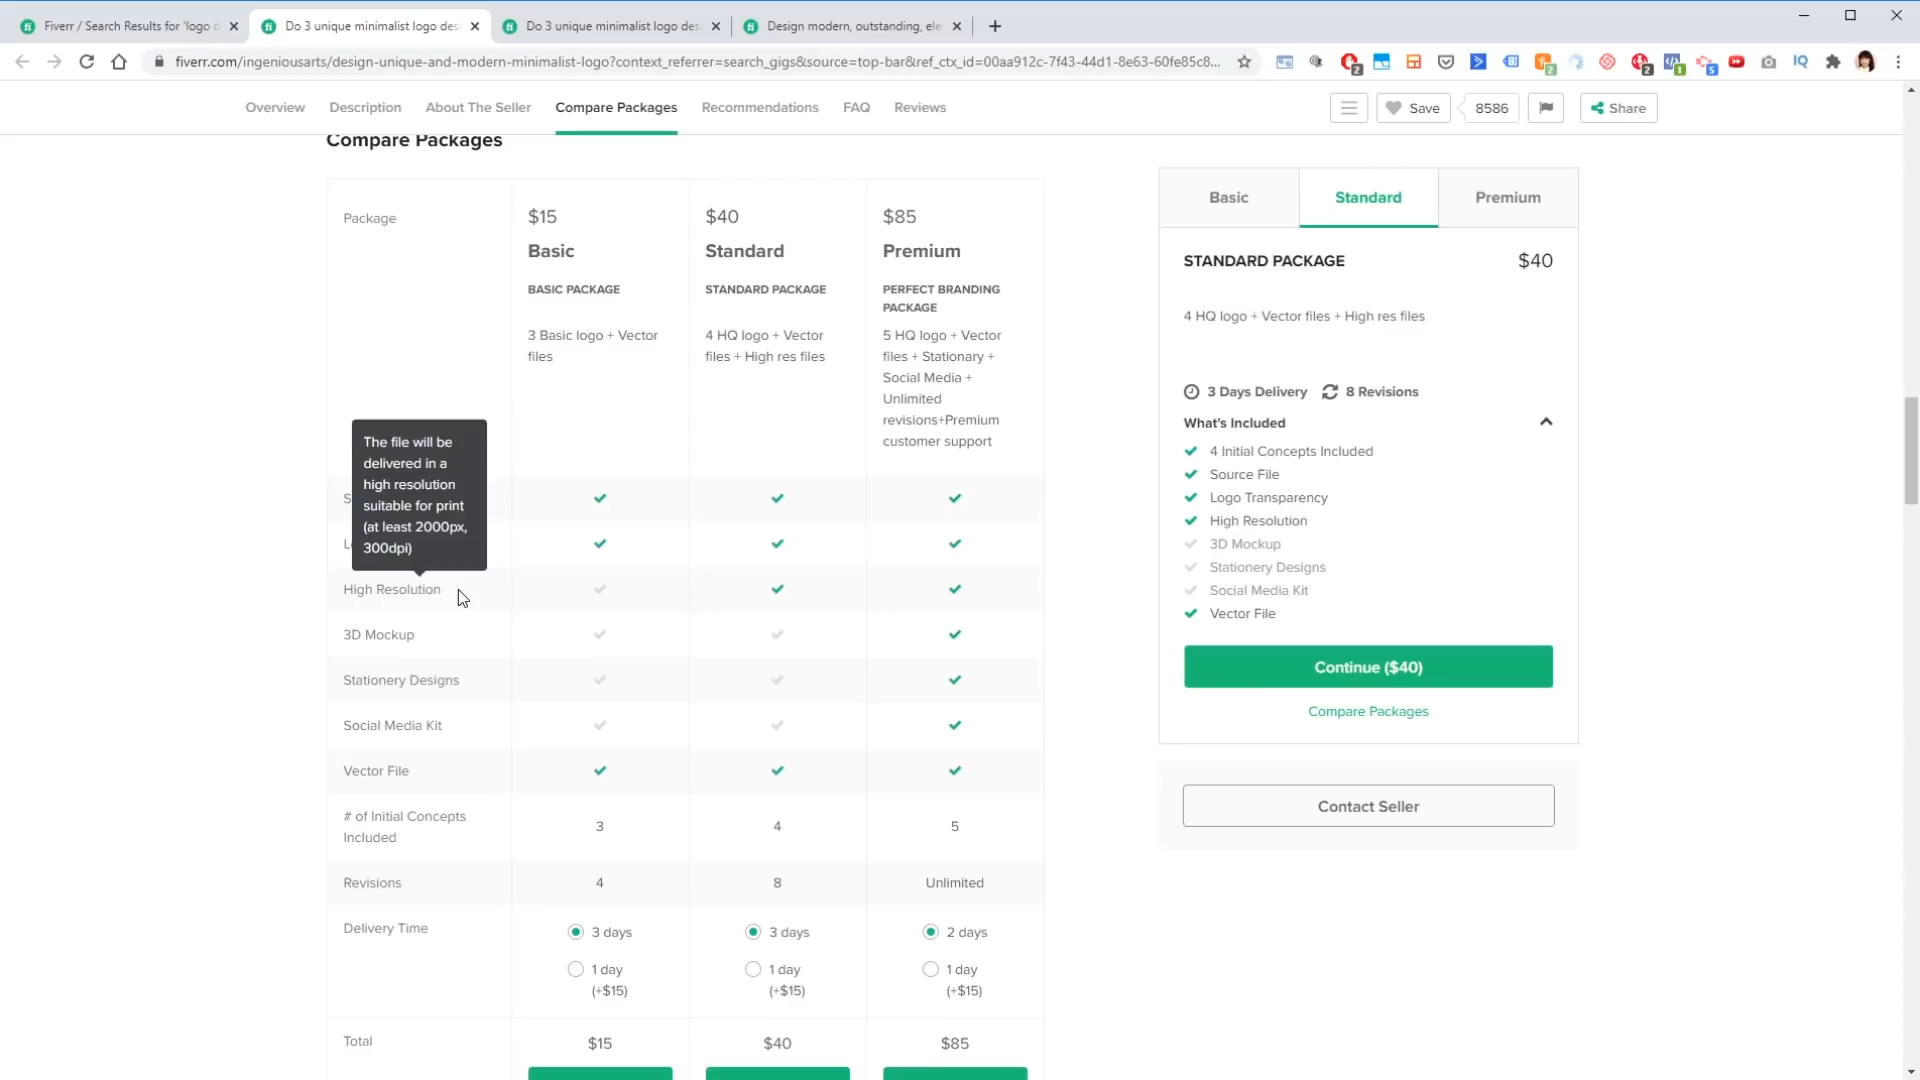 Fiverr / Search Results for 'logo d
Do 3 unique minimalist logo des
Do 3 unique minimalist logo des
Design modern, outstanding, ele
fiverr.com/ingeniousarts/design-unique-and-modern-minimalist-logo?context_referrer=search_gigs&source=top-bar&ref_ctx_id=00aa912c-7f43-44d1-8e63-60fe85c8...
Overview
Description
About The Seller
Compare Packages
Recommendations
FAQ
Reviews
Save
8586
Share
Compare Packages
Package
$15
Basic
BASIC PACKAGE
3 Basic logo + Vector
files
$40
Standard
STANDARD PACKAGE
4 HQ logo + Vector
files + High res files
$85
Premium
PERFECT BRANDING
PACKAGE
5 HQ logo + Vector
files + Stationary +
Social Media +
Unlimited
revisions+Premium
customer support
The file will be
delivered in a
high resolution
suitable for print
(at least 2000px,
300dpi)
High Resolution
3D Mockup
Stationery Designs
Social Media Kit
Vector File
# of Initial Concepts
Included
3
4
5
Revisions
4
8
Unlimited
Delivery Time
3 days
1 day
(+$15)
3 days
1 day
(+$15)
2 days
1 day
(+$15)
Total
$15
$40
$85
Basic
Standard
Premium
STANDARD PACKAGE
$40
4 HQ logo + Vector files + High res files
3 Days Delivery
8 Revisions
What's Included
4 Initial Concepts Included
Source File
Logo Transparency
High Resolution
3D Mockup
Stationery Designs
Social Media Kit
Vector File
Continue ($40)
Compare Packages
Contact Seller